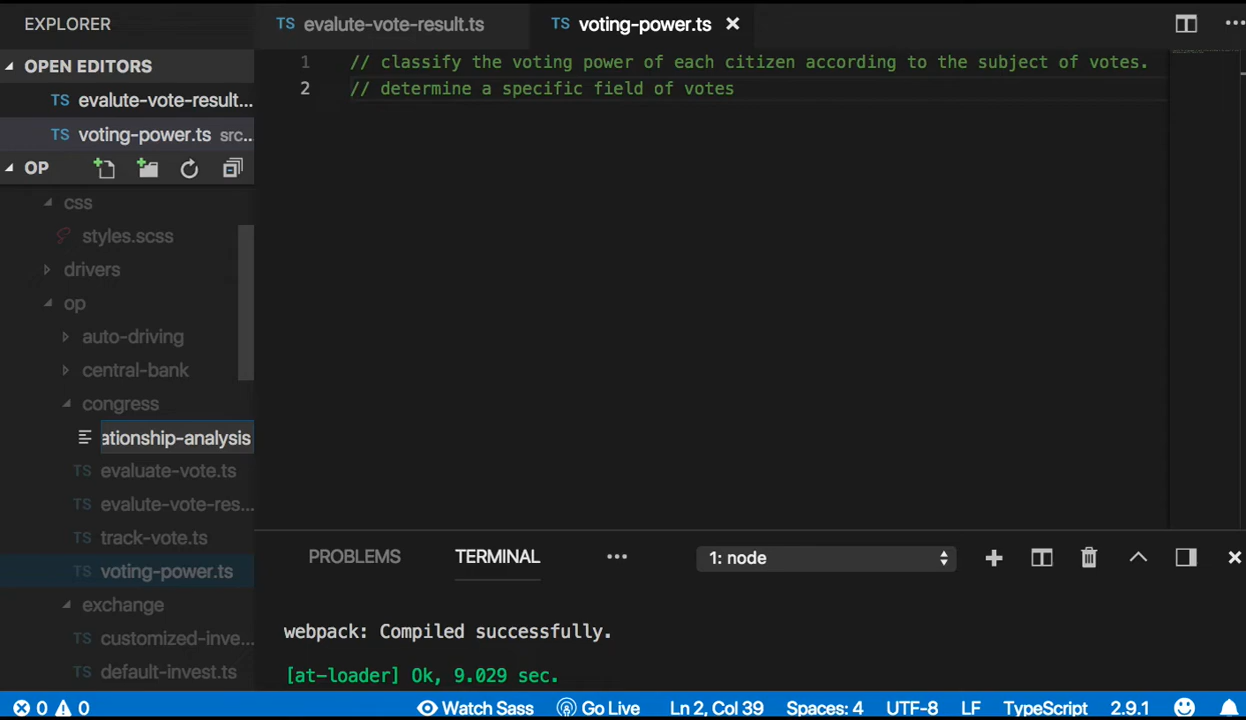 EXPLORER
OPEN EDITORS
TS evalute-vote-result...
TS voting-power.ts src...
OP
css
styles.scss
drivers
op
auto-driving
central-bank
congress
ationship-analysis
TS evaluate-vote.ts
TS evalute-vote-res...
TS track-vote.ts
TS voting-power.ts
exchange
TS customized-inve...
TS default-invest.ts
TS evalute-vote-result.ts
TS voting-power.ts
1 // classify the voting power of each citizen according to the subject of votes.
2 // determine a specific field of votes
PROBLEMS TERMINAL ... 1: node
webpack: Compiled successfully.
[at-loader] Ok, 9.029 sec.
0 0 Watch Sass Go Live Ln 2, Col 39 Spaces: 4 UTF-8 LF TypeScript 2.9.1